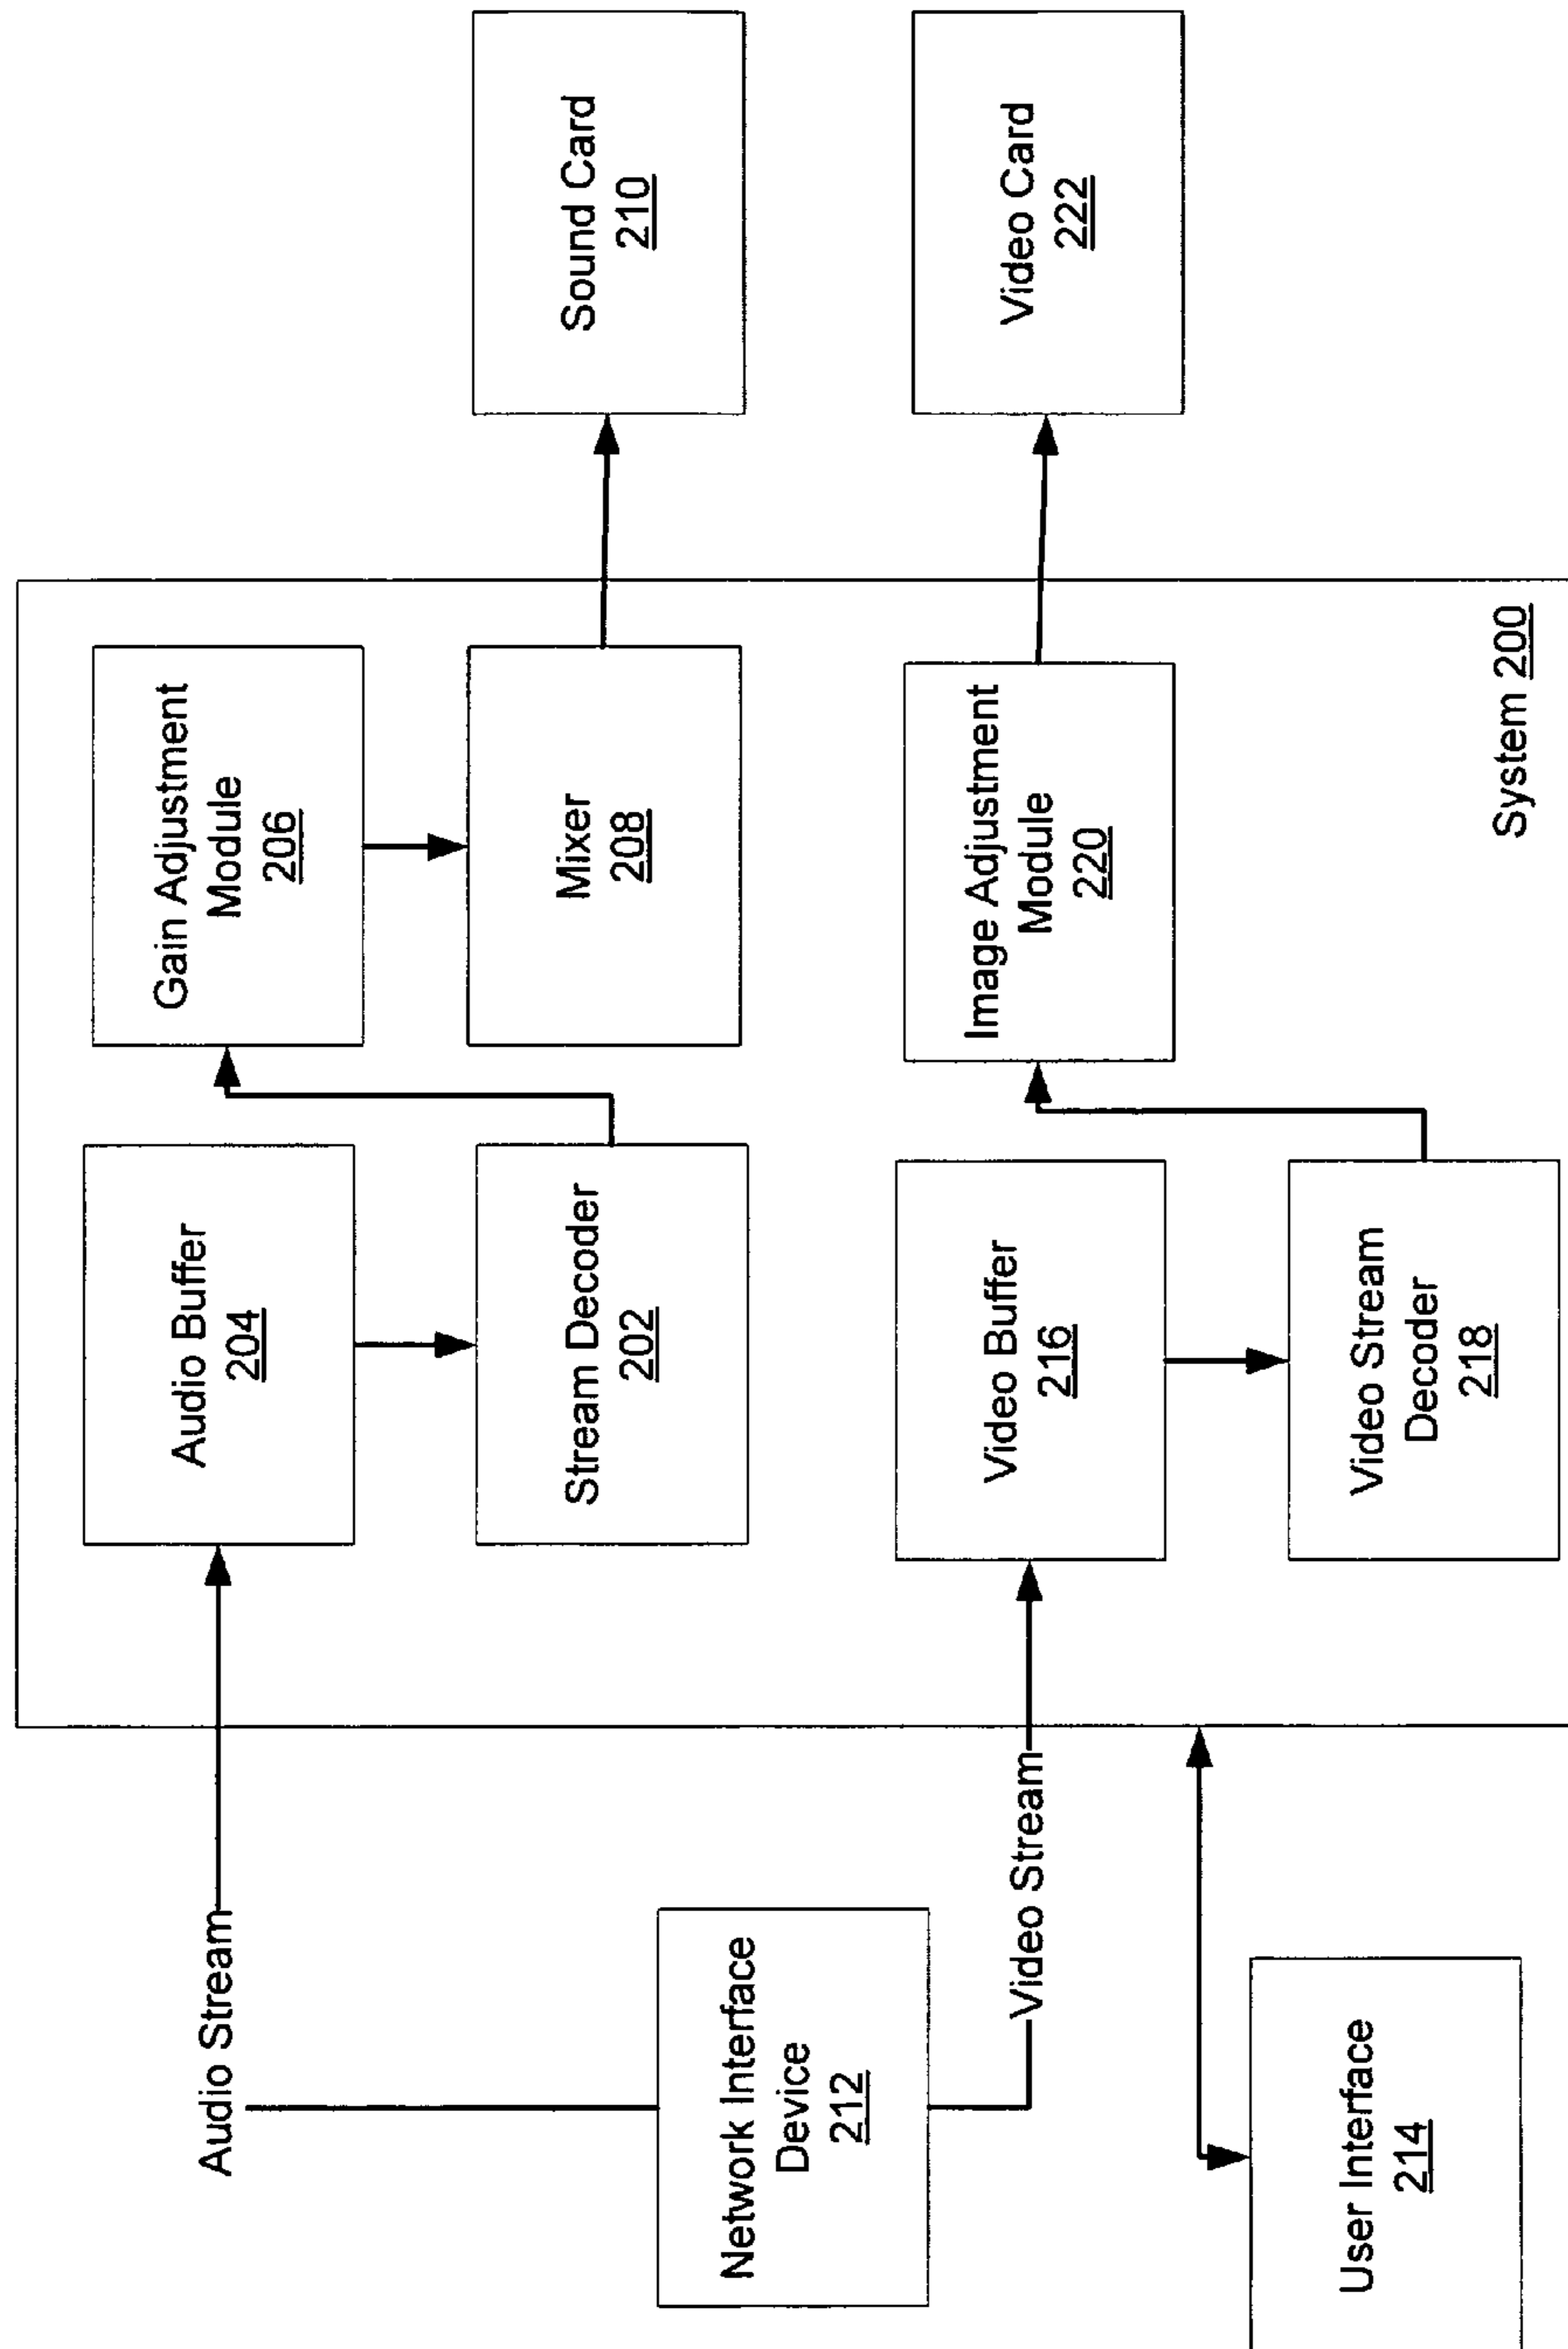 Audio Stream
Network Interface
Device
212
Video Stream
User Interface
214
Audio Buffer
204
Stream Decoder
202
Gain Adjustment
Module
206
Mixer
208
Video Buffer
216
Video Stream
Decoder
218
Image Adjustment
Module
220
System 200
Sound Card
210
Video Card
222